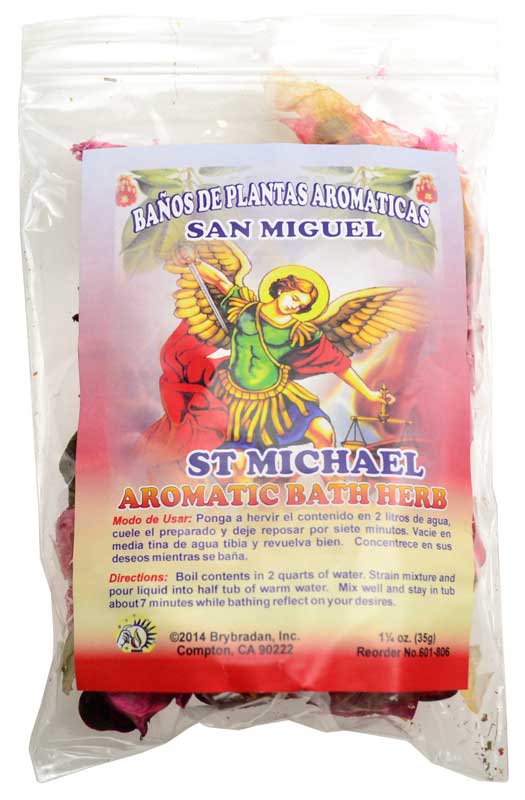 BAÑOS DE PLANTAS AROMATICAS
SAN MIGUEL
ST MICHAEL
AROMATIC BATH HERB
Modo de Usar: Ponga a hervir el contenido en 2 litros de agua,
cuele el preparado y deje reposar por siete minutos. Vacie en
media tina de agua tibia y revuelva bien. Concentrece en sus
deseos mientras se baña.
Directions: Boil contents in 2 quarts of water. Strain mixture and
pour liquid into half tub of warm water. Mix well and stay in tub
about 7 minutes while bathing reflect on your desires.
©2014 Brybradan, Inc.
Compton, CA 90222
1¼ oz. (35g)
Reorder No.601-806